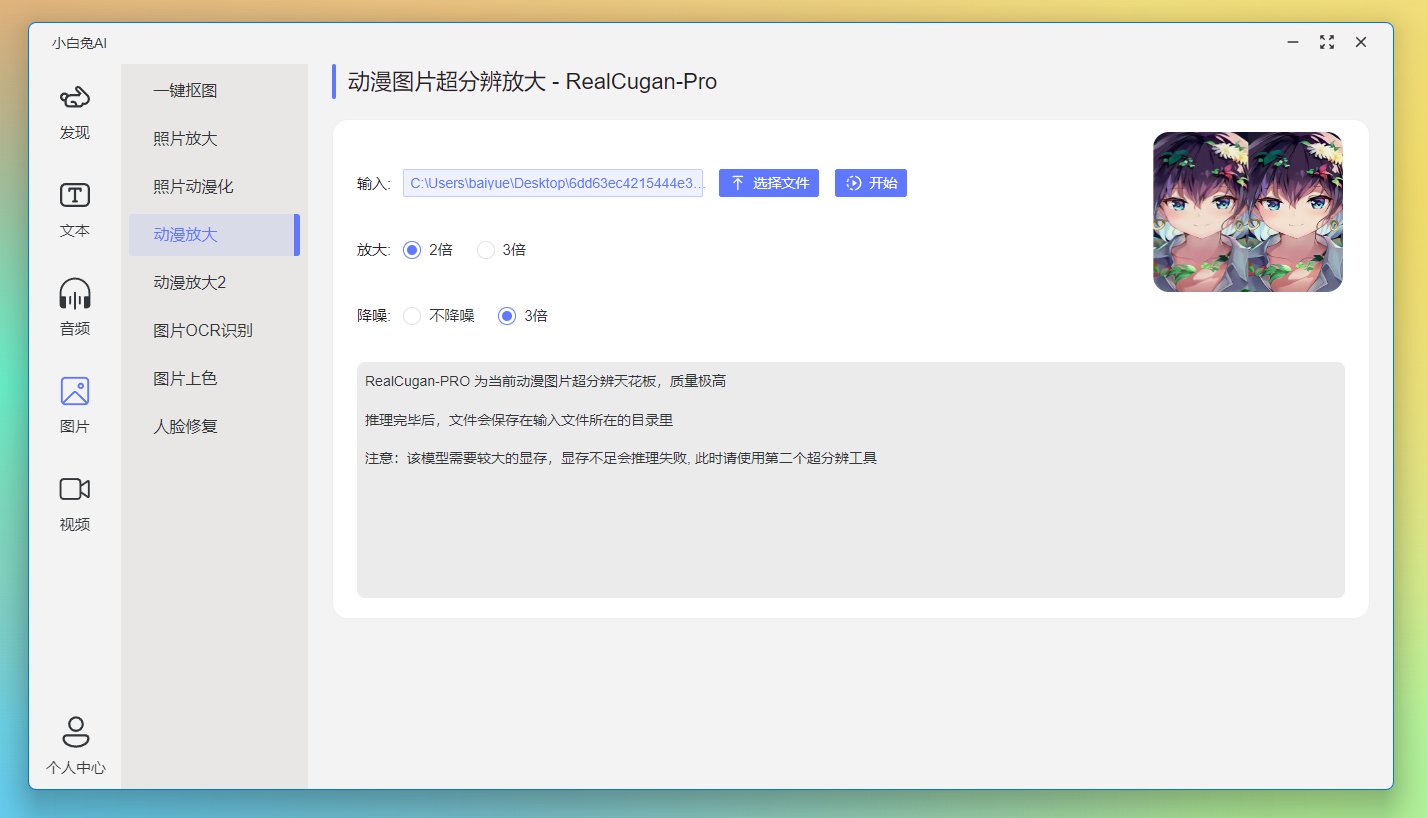 小白兔AI
发现
文本
音频
图片
视频
个人中心
一键抠图
照片放大
照片动漫化
动漫放大
动漫放大2
图片OCR识别
图片上色
人脸修复
动漫图片超分辨放大 - RealCugan-Pro
输入: C:\Users\baiyue\Desktop\6dd63ec4215444e3... 选择文件 开始
放大: 2倍 3倍
降噪: 不降噪 3倍
RealCugan-PRO 为当前动漫图片超分辨天花板，质量极高
推理完毕后，文件会保存在输入文件所在的目录里
注意：该模型需要较大的显存，显存不足会推理失败, 此时请使用第二个超分辨工具